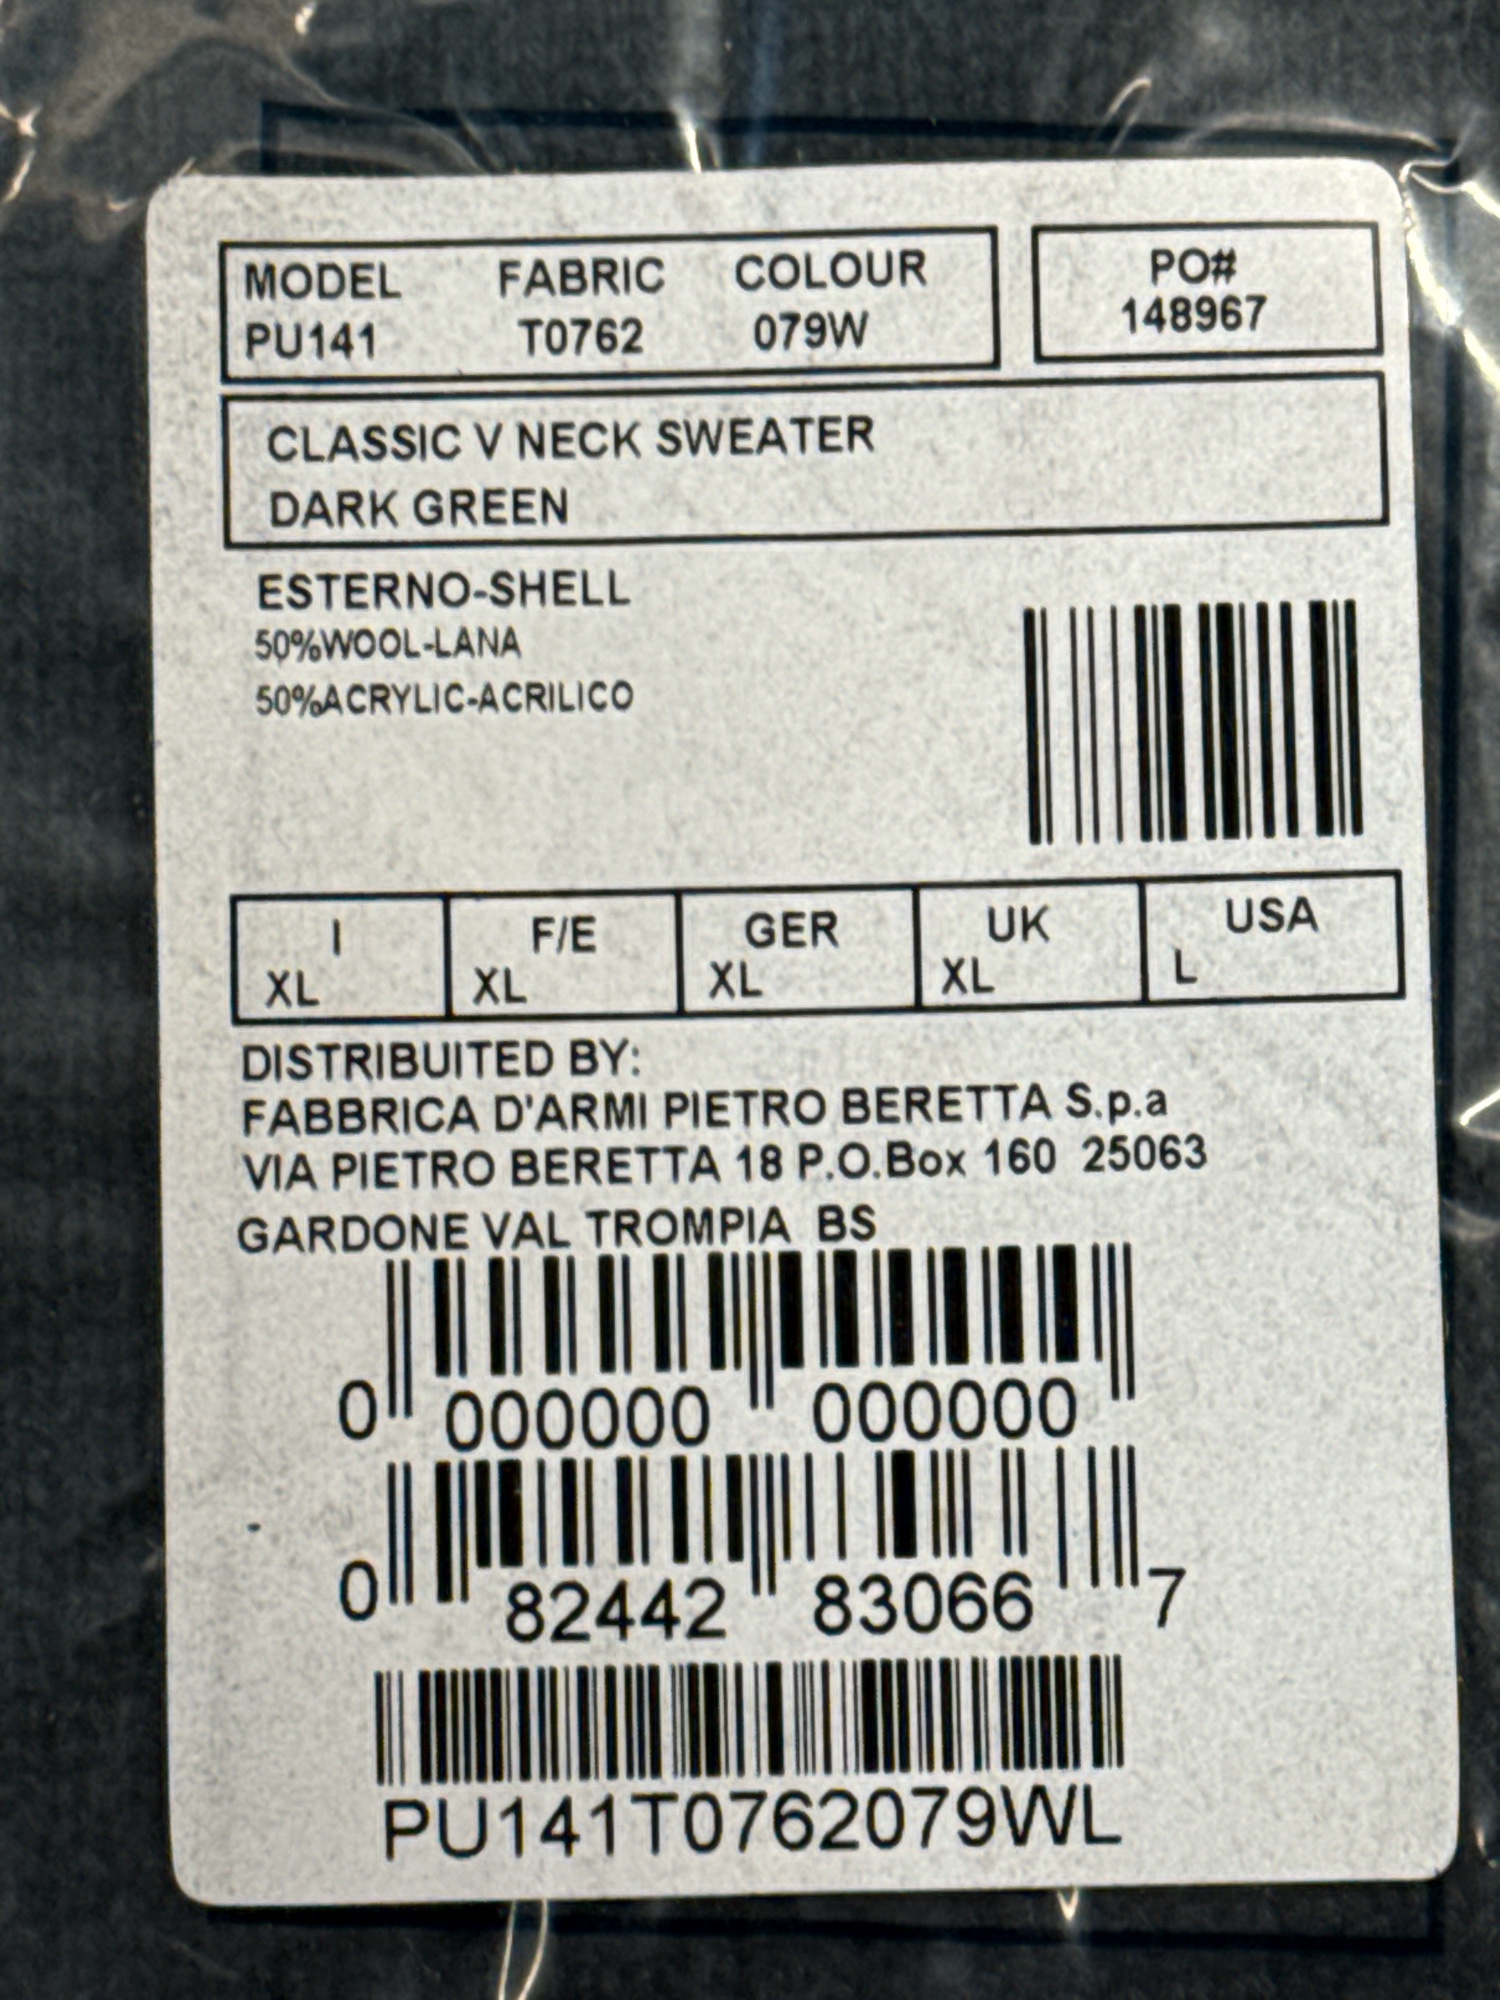 MODEL FABRIC COLOUR
PU141 T0762 079W
PO#
148967
CLASSIC V NECK SWEATER
DARK GREEN
ESTERNO-SHELL
50%WOOL-LANA
50%ACRYLIC-ACRILICO
I F/E GER UK USA
XL XL XL XL L
DISTRIBUITED BY:
FABBRICA D'ARMI PIETRO BERETTA S.p.a
VIA PIETRO BERETTA 18 P.O.Box 160 25063
GARDONE VAL TROMPIA BS
0 000000 000000
0 82442 83066 7
PU141T0762079WL